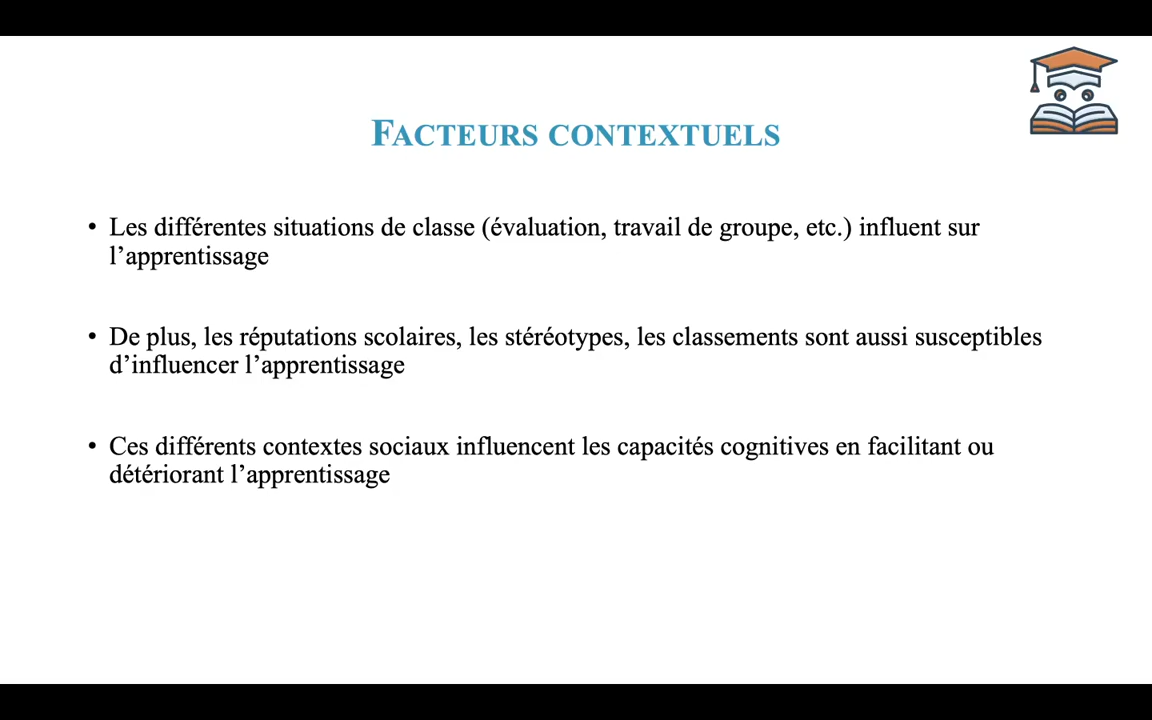 FACTEURS CONTEXTUELS
• Les différentes situations de classe (évaluation, travail de groupe, etc.) influent sur
l’apprentissage
• De plus, les réputations scolaires, les stéréotypes, les classements sont aussi susceptibles
d’influencer l’apprentissage
• Ces différents contextes sociaux influencent les capacités cognitives en facilitant ou
détériorant l’apprentissage